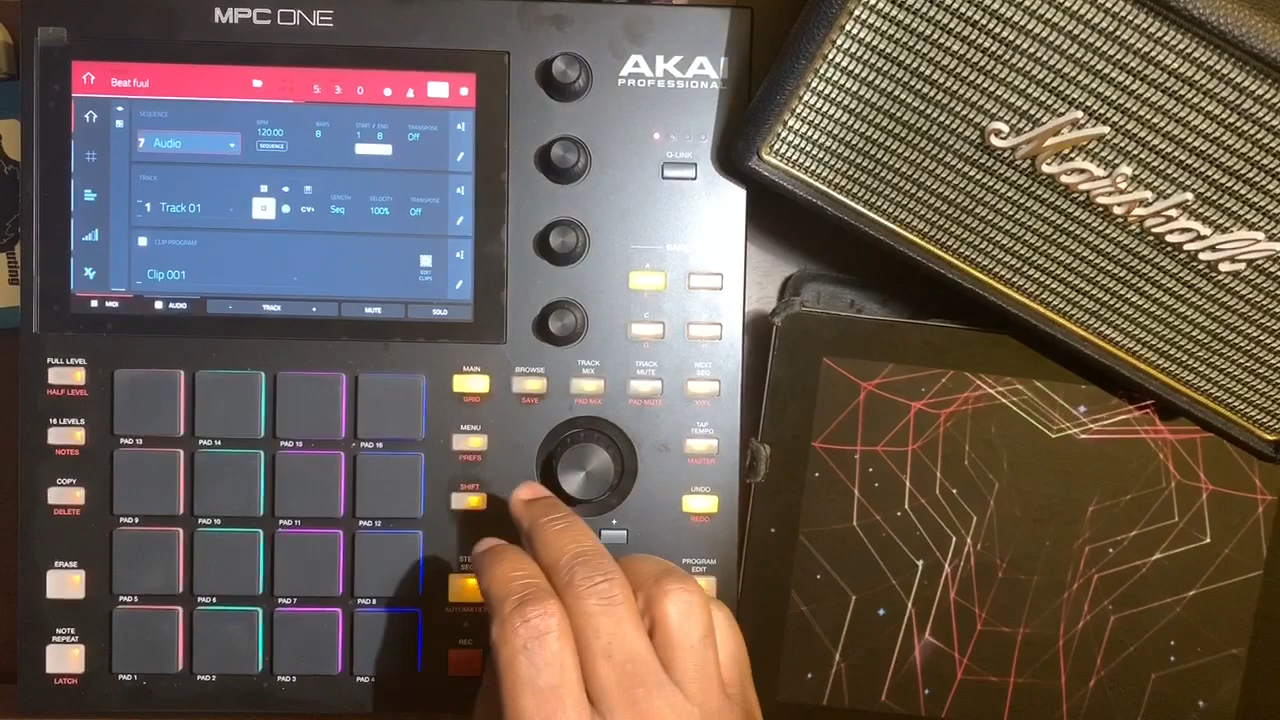 MPC ONE
AKAI
PROFESSIONAL
Beat fuul
5: 3: 0
SEQUENCE
7 Audio
BPM
120.00
SEQUENCE
BARS
8
START / END
1 8
TRANSPOSE
Off
TRACK
1 Track 01
CV
LENGTH
Seq
VELOCITY
100%
TRANSPOSE
Off
CLIP PROGRAM
Clip 001
EDIT
CLIPS
MIDI
AUDIO
- TRACK +
MUTE
SOLO
Q-LINK
BANK
A
C
Marshall
FULL LEVEL
HALF LEVEL
16 LEVELS
NOTES
COPY
DELETE
ERASE
NOTE
REPEAT
LATCH
PAD 13
PAD 14
PAD 15
PAD 16
PAD 9
PAD 10
PAD 11
PAD 12
PAD 5
PAD 6
PAD 7
PAD 8
PAD 1
PAD 2
PAD 3
PAD 4
MAIN
GRID
BROWSE
SAVE
TRACK
MIX
PAD MIX
TRACK
MUTE
PAD MUTE
NEXT
SEQ
XYFX
MENU
PREFS
TAP
TEMPO
MASTER
SHIFT
UNDO
REDO
+
PROGRAM
EDIT
AUTOMATION
REC